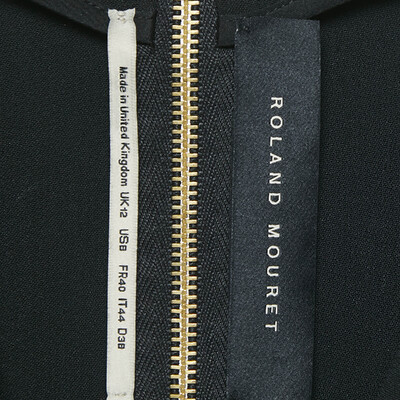 Made in United Kingdom UK12 US8 FR40 IT44 D38
ROLAND MOURET